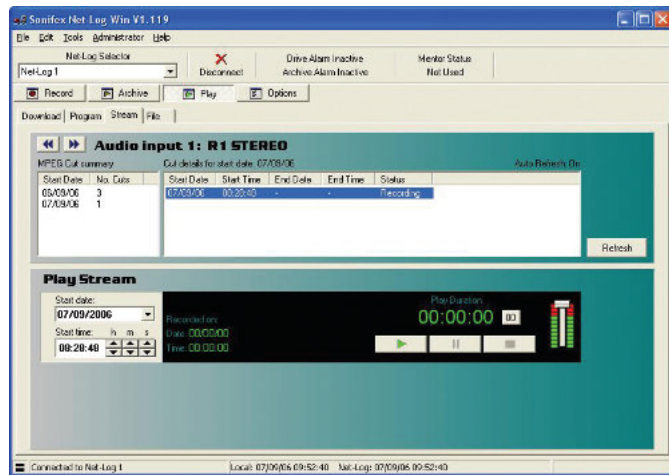 Sonifex Net-Log-Win V1.119
File Edit Tools Administrator Help
Net-Log Selector
Net-Log 1
Disconnect
Drive Alarm Inactive
Archive Alarm Inactive
Mentor Status
Not Used
Record Archive Play Options
Download Program Stream File
Audio input 1: R1 STEREO
MPEG Cut summary Cut details for start date: 07/09/06 Auto Refresh: On
Start Date No. Cuts Start Date Start Time End Date End Time Status
06/09/06 3 07/09/06 08:28:48 - - Recording
07/09/06 1
Refresh
Play Stream
Start date:
07/09/2006
Start time: h m s
08:28:48
Recorded on:
Date: 00/00/00
Time: 00:00:00
Play Duration
00:00:00
Connected to Net-Log 1 Local: 07/09/06 09:52:40 Net-Log: 07/09/06 09:52:40